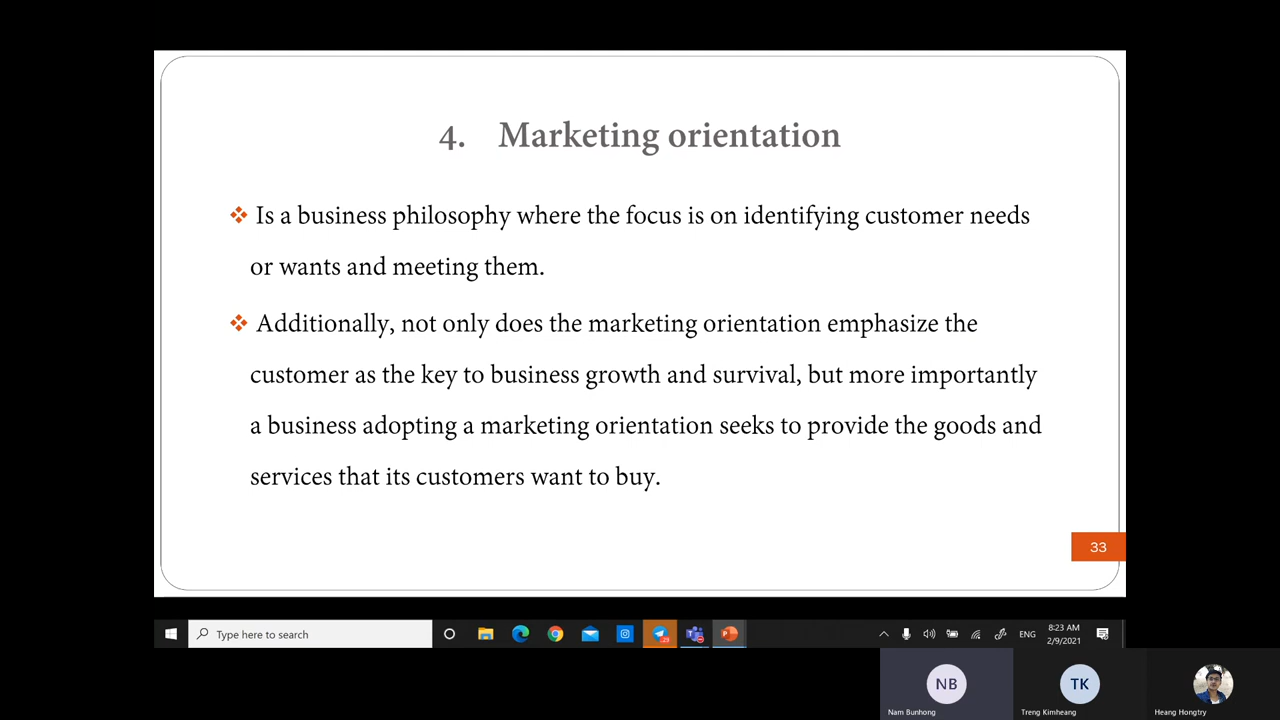 4. Marketing orientation
Is a business philosophy where the focus is on identifying customer needs
or wants and meeting them.
Additionally, not only does the marketing orientation emphasize the
customer as the key to business growth and survival, but more importantly
a business adopting a marketing orientation seeks to provide the goods and
services that its customers want to buy.
33
Type here to search
ENG
8:23 AM
2/9/2021
NB
TK
Nam Bunhong
Treng Kimheang
Heang Hongtry